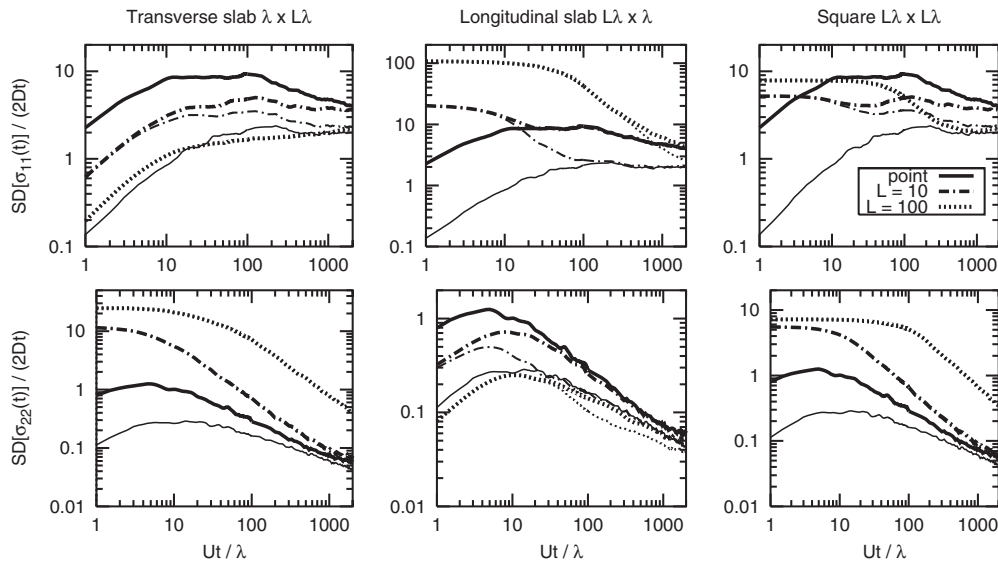 Transverse slab λ x Lλ
Longitudinal slab Lλ x λ
Square Lλ x Lλ
SD[σ11(t)] / (2Dt)
10
1
0.1
1 10 100 1000
100
10
1
0.1
1 10 100 1000
10
1
0.1
1 10 100 1000
point
L = 10
L = 100
SD[σ22(t)] / (2Dt)
10
1
0.1
0.01
1 10 100 1000
Ut / λ
1
0.1
0.01
1 10 100 1000
Ut / λ
10
1
0.1
0.01
1 10 100 1000
Ut / λ